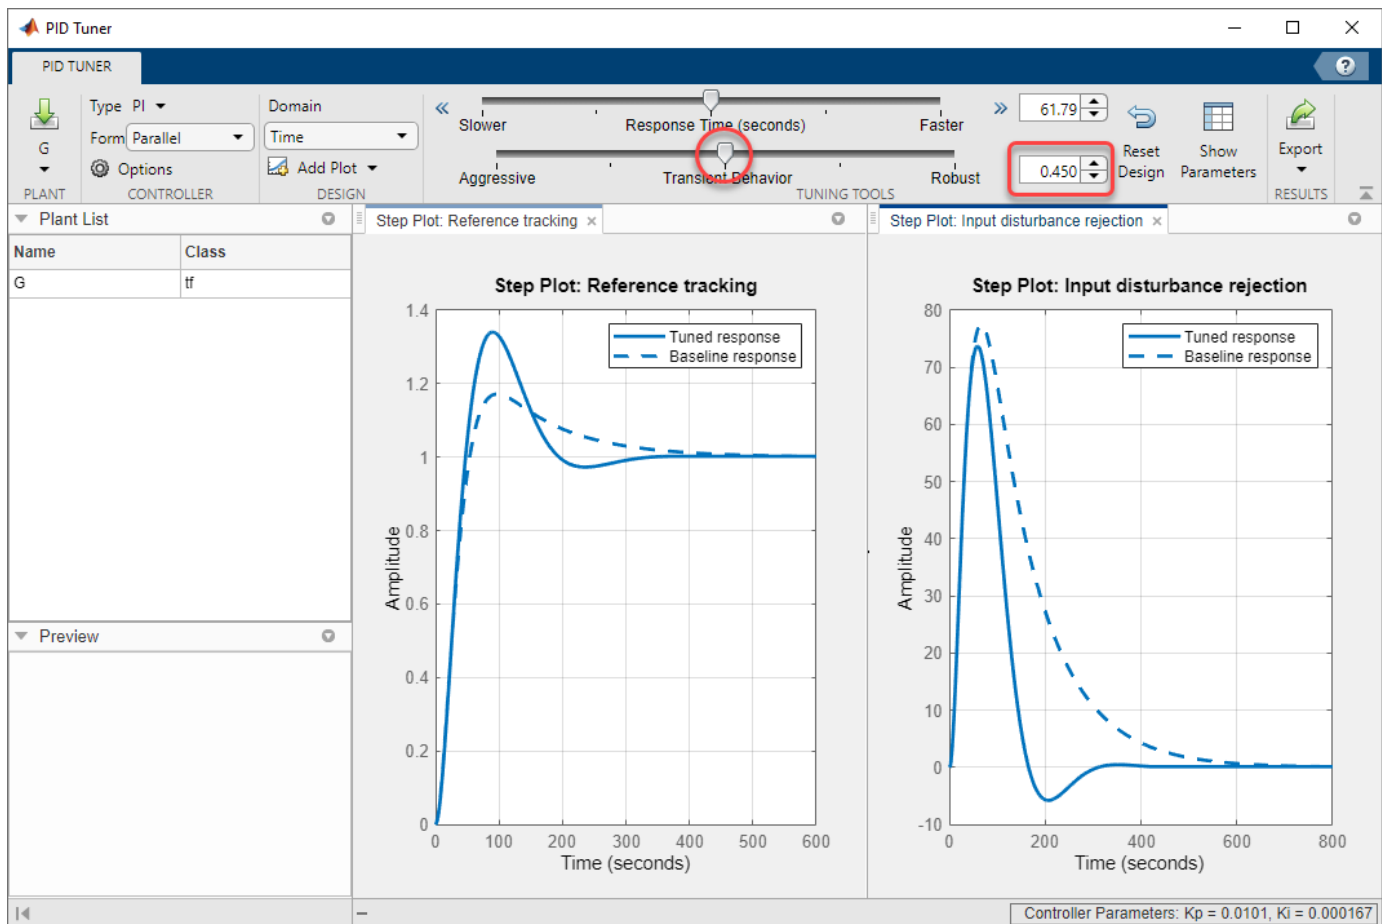 PID Tuner
PID TUNER
?
G
PLANT
Type PI
Form Parallel
Options
CONTROLLER
Domain
Time
Add Plot
DESIGN
Slower Response Time (seconds) Faster
61.79
Aggressive Transient Behavior Robust
0.450
TUNING TOOLS
Reset
Design
Show
Parameters
Export
RESULTS
Plant List
Name Class
G tf
Preview
Step Plot: Reference tracking
Step Plot: Reference tracking
Tuned response
Baseline response
Amplitude
1.4
1.2
1
0.8
0.6
0.4
0.2
0
0 100 200 300 400 500 600
Time (seconds)
Step Plot: Input disturbance rejection
Step Plot: Input disturbance rejection
Tuned response
Baseline response
Amplitude
80
70
60
50
40
30
20
10
0
-10
0 200 400 600 800
Time (seconds)
Controller Parameters: Kp = 0.0101, Ki = 0.000167